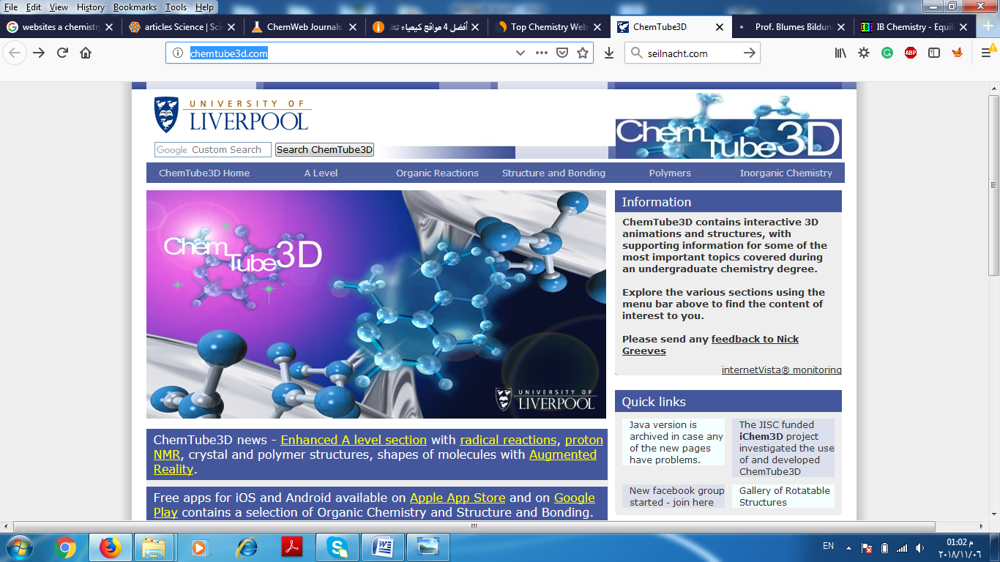 File Edit View History Bookmarks Tools Help
websites a chemistry
articles Science | Sci
ChemWeb Journals
أفضل 4 مواقع كيمياء تعل
Top Chemistry Web
ChemTube3D
Prof. Blumes Bildun
IB Chemistry - Equil
chemtube3d.com
seilnacht.com
ABP
UNIVERSITY OF
LIVERPOOL
ChemTube3D
Google Custom Search
Search ChemTube3D
ChemTube3D Home
A Level
Organic Reactions
Structure and Bonding
Polymers
Inorganic Chemistry
ChemTube3D
UNIVERSITY OF
LIVERPOOL
Information
ChemTube3D contains interactive 3D
animations and structures, with
supporting information for some of the
most important topics covered during
an undergraduate chemistry degree.
Explore the various sections using the
menu bar above to find the content of
interest to you.
Please send any feedback to Nick
Greeves
internetVista® monitoring
Quick links
Java version is
archived in case any
of the new pages
have problems.
The JISC funded
iChem3D project
investigated the use
of and developed
ChemTube3D
New facebook group
started - join here
Gallery of Rotatable
Structures
ChemTube3D news - Enhanced A level section with radical reactions, proton
NMR, crystal and polymer structures, shapes of molecules with Augmented
Reality.
Free apps for iOS and Android available on Apple App Store and on Google
Play contains a selection of Organic Chemistry and Structure and Bonding.
EN
01:02 م
٢٠١٨/١١/٠٦